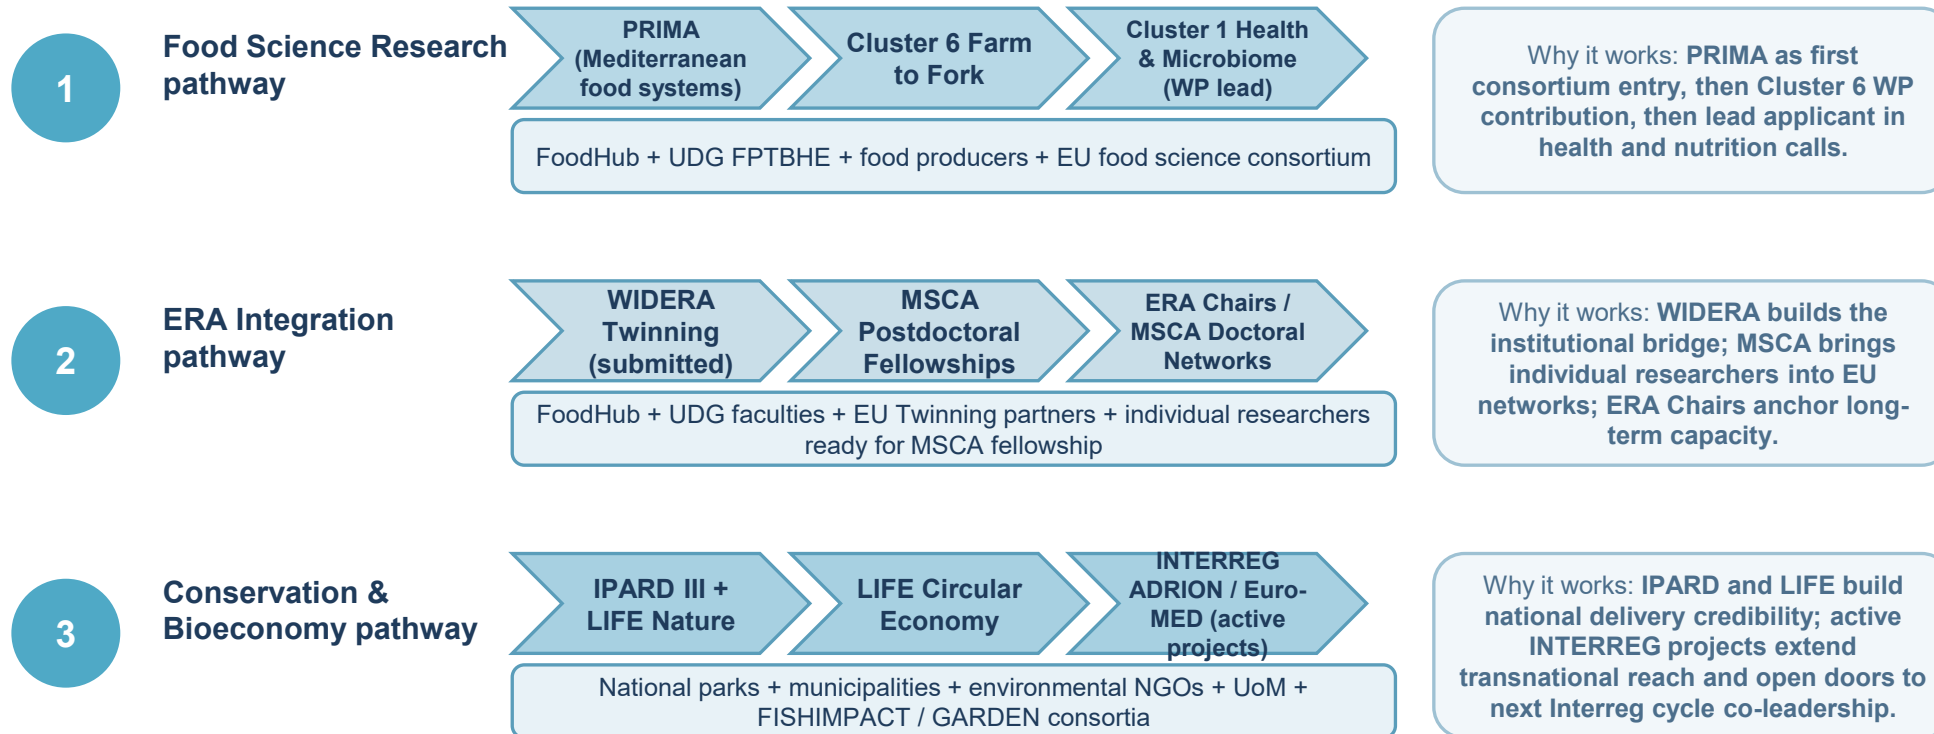 1
Food Science Research
pathway
PRIMA
(Mediterranean
food systems)
Cluster 6 Farm
to Fork
Cluster 1 Health
& Microbiome
(WP lead)
FoodHub + UDG FPTBHE + food producers + EU food science consortium
Why it works: PRIMA as first
consortium entry, then Cluster 6 WP
contribution, then lead applicant in
health and nutrition calls.
2
ERA Integration
pathway
WIDERA
Twinning
(submitted)
MSCA
Postdoctoral
Fellowships
ERA Chairs /
MSCA Doctoral
Networks
FoodHub + UDG faculties + EU Twinning partners + individual researchers
ready for MSCA fellowship
Why it works: WIDERA builds the
institutional bridge; MSCA brings
individual researchers into EU
networks; ERA Chairs anchor long-
term capacity.
3
Conservation &
Bioeconomy pathway
IPARD III +
LIFE Nature
LIFE Circular
Economy
INTERREG
ADRION / Euro-
MED (active
projects)
National parks + municipalities + environmental NGOs + UoM +
FISHIMPACT / GARDEN consortia
Why it works: IPARD and LIFE build
national delivery credibility; active
INTERREG projects extend
transnational reach and open doors to
next Interreg cycle co-leadership.